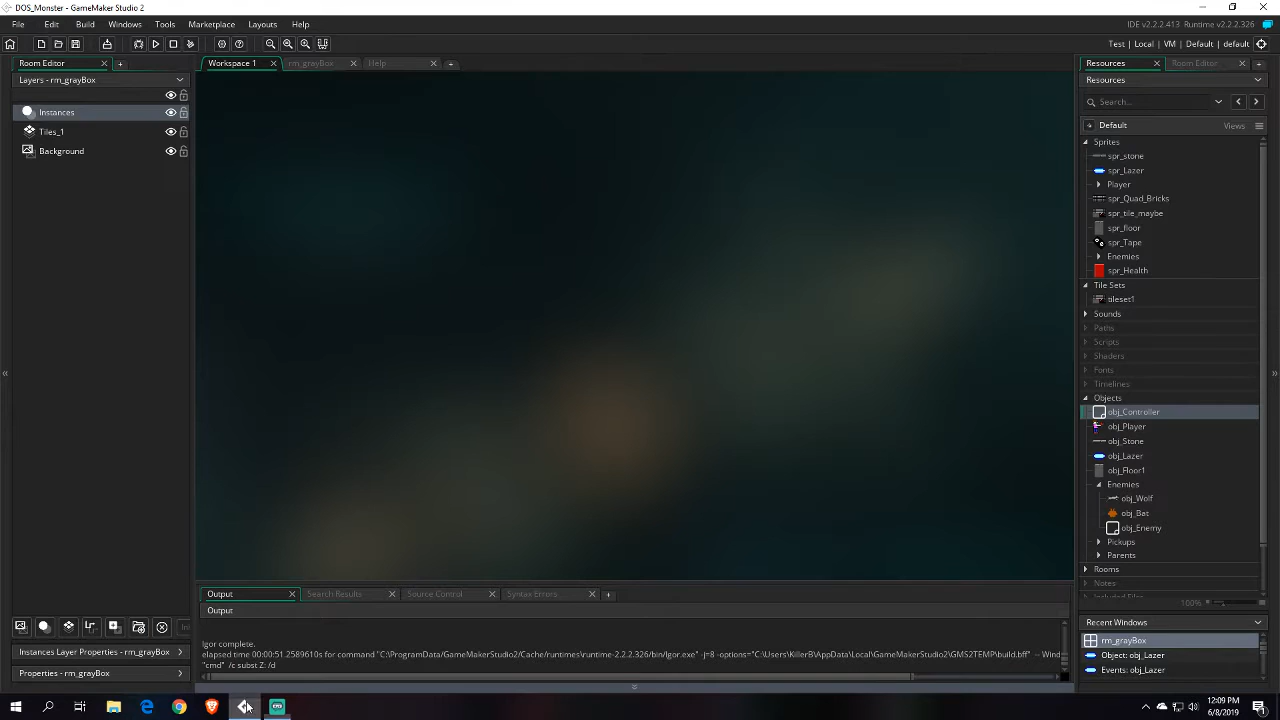 DOS_Monster - GameMaker Studio 2
File Edit Build Windows Tools Marketplace Layouts Help
IDE v2.2.2.413 Runtime v2.2.2.326
Test | Local | VM | Default | default
Room Editor
Workspace 1
rm_grayBox
Help
Resources
Room Editor
Layers - rm_grayBox
Resources
Search...
Instances
Default
Views
Tiles_1
Sprites
Background
spr_stone
spr_Lazer
Player
spr_Quad_Bricks
spr_tile_maybe
spr_floor
spr_Tape
Enemies
spr_Health
Tile Sets
tileset1
Sounds
Paths
Scripts
Shaders
Fonts
Timelines
Objects
obj_Controller
obj_Player
obj_Stone
obj_Lazer
obj_Floor1
Enemies
obj_Wolf
obj_Bat
obj_Enemy
Pickups
Parents
Rooms
Notes
Included Files
100%
Output
Search Results
Source Control
Syntax Errors
Output
Recent Windows
Igor complete.
rm_grayBox
elapsed time 00:00:51.2589610s for command "C:\ProgramData/GameMakerStudio2/Cache/runtimes\runtime-2.2.2.326/bin/Igor.exe" -j=8 -options="C:\Users\KillerB\AppData\Local\GameMakerStudio2\GMS2TEMP\build.bff" -- Wind
Object: obj_Lazer
"cmd" /c subst Z: /d
Events: obj_Lazer
Instances Layer Properties - rm_grayBox
Properties - rm_grayBox
12:09 PM
6/8/2019